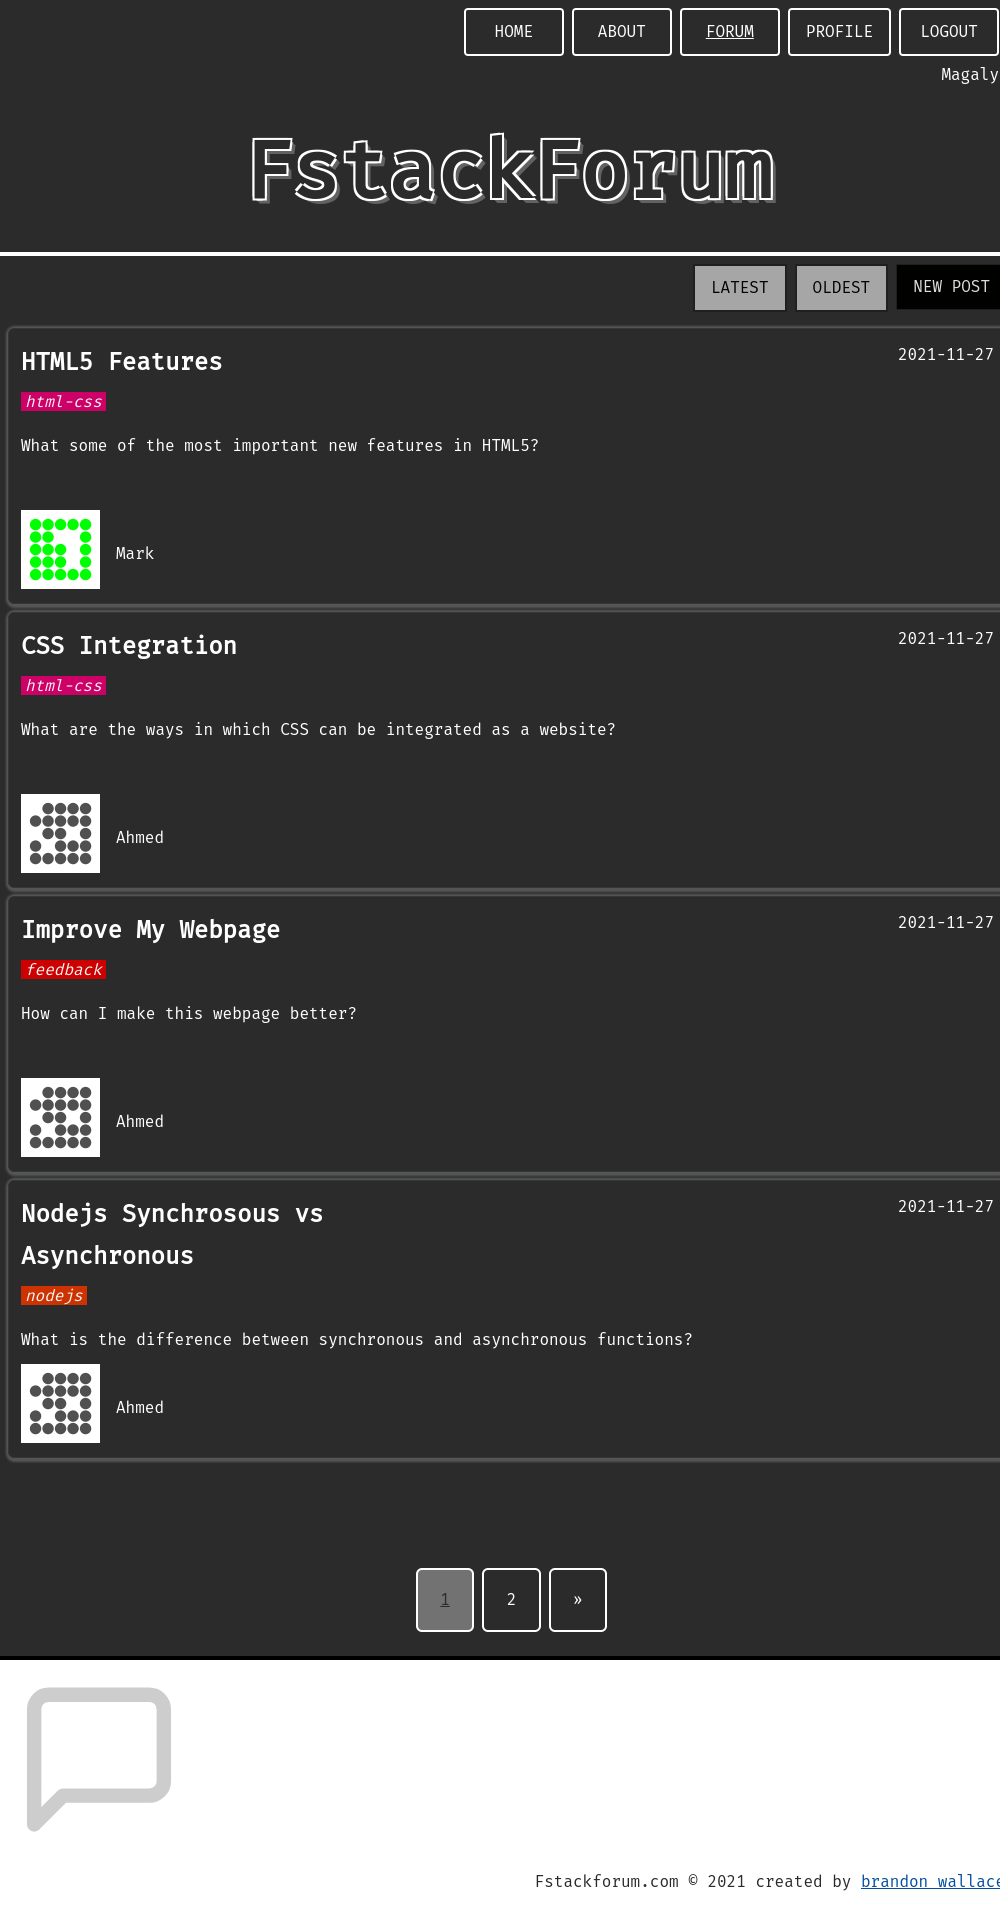 HOME ABOUT FORUM PROFILE LOGOUT
Magaly
FstackForum
LATEST OLDEST NEW POST
HTML5 Features 2021-11-27
html-css
What some of the most important new features in HTML5?
Mark
CSS Integration 2021-11-27
html-css
What are the ways in which CSS can be integrated as a website?
Ahmed
Improve My Webpage 2021-11-27
feedback
How can I make this webpage better?
Ahmed
Nodejs Synchrosous vs 2021-11-27
Asynchronous
nodejs
What is the difference between synchronous and asynchronous functions?
Ahmed
1 2 »
Fstackforum.com © 2021 created by brandon wallace